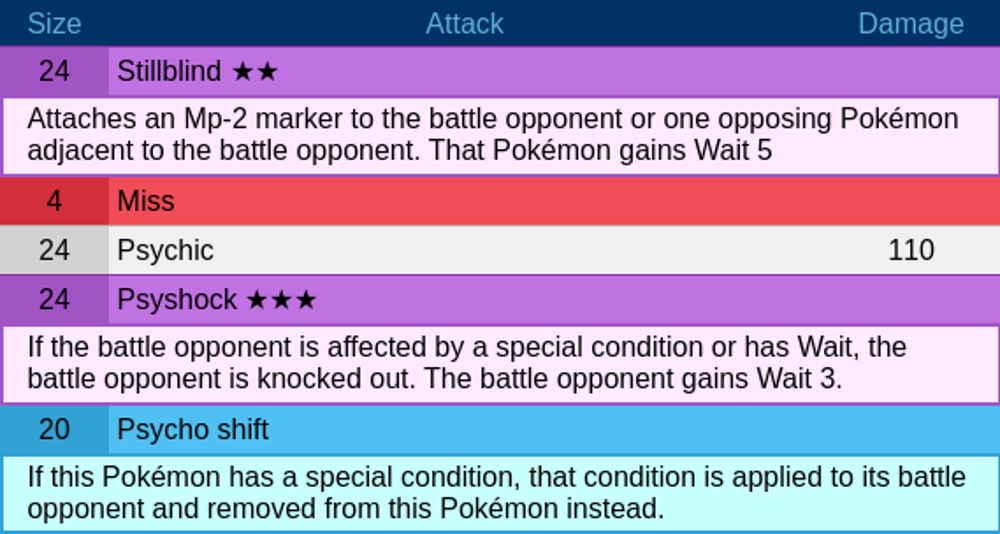 Size Attack Damage
24 Stillblind ★★
Attaches an Mp-2 marker to the battle opponent or one opposing Pokémon
adjacent to the battle opponent. That Pokémon gains Wait 5
4 Miss
24 Psychic 110
24 Psyshock ★★★
If the battle opponent is affected by a special condition or has Wait, the
battle opponent is knocked out. The battle opponent gains Wait 3.
20 Psycho shift
If this Pokémon has a special condition, that condition is applied to its battle
opponent and removed from this Pokémon instead.